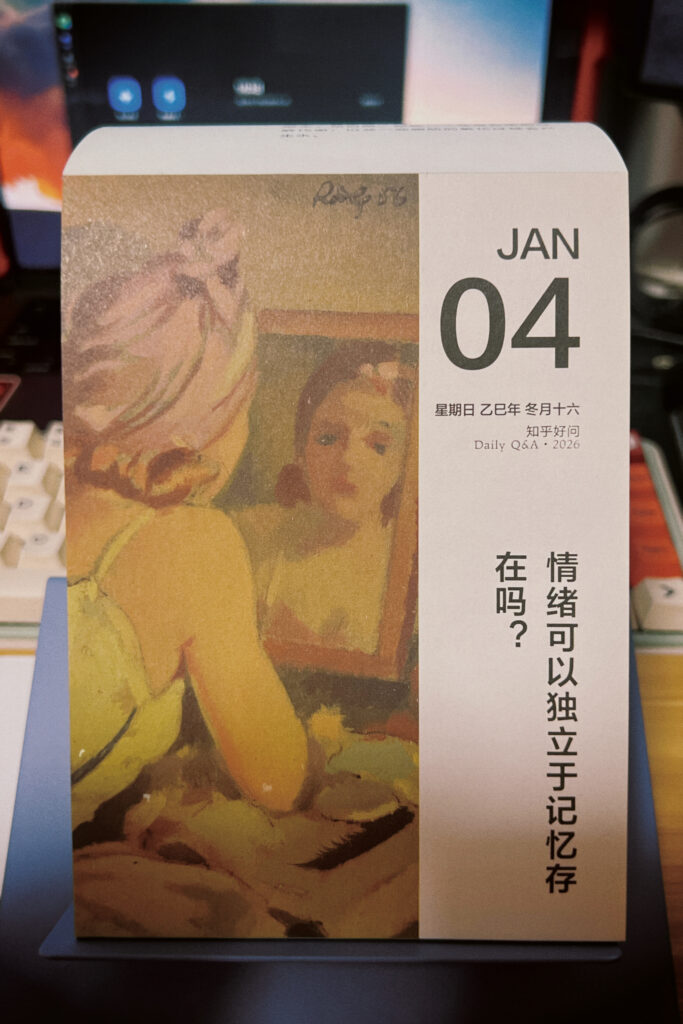 JAN
04
星期日 乙巳年 冬月十六
知乎好问
Daily Q&A • 2026
情绪可以独立于记忆存
在吗？